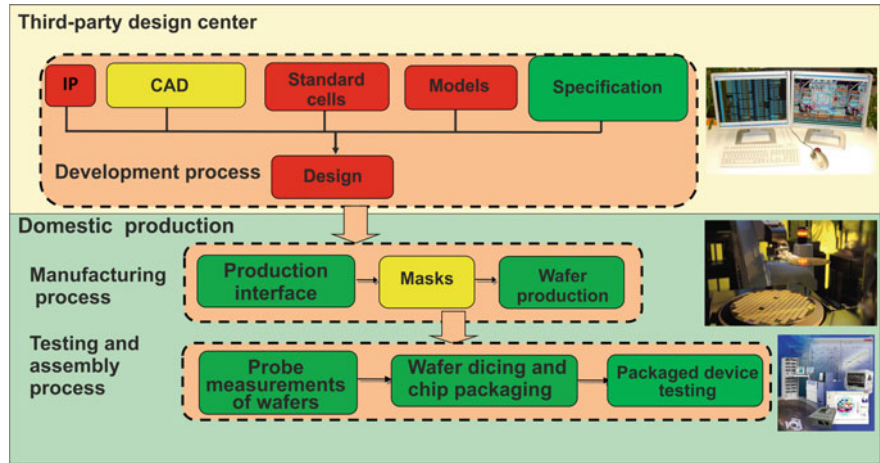 Third-party design center
IP
CAD
Standard
cells
Models
Specification
Development process
Design
Domestic production
Manufacturing
process
Production
interface
Masks
Wafer
production
Testing and
assembly
process
Probe
measurements
of wafers
Wafer dicing and
chip packaging
Packaged device
testing